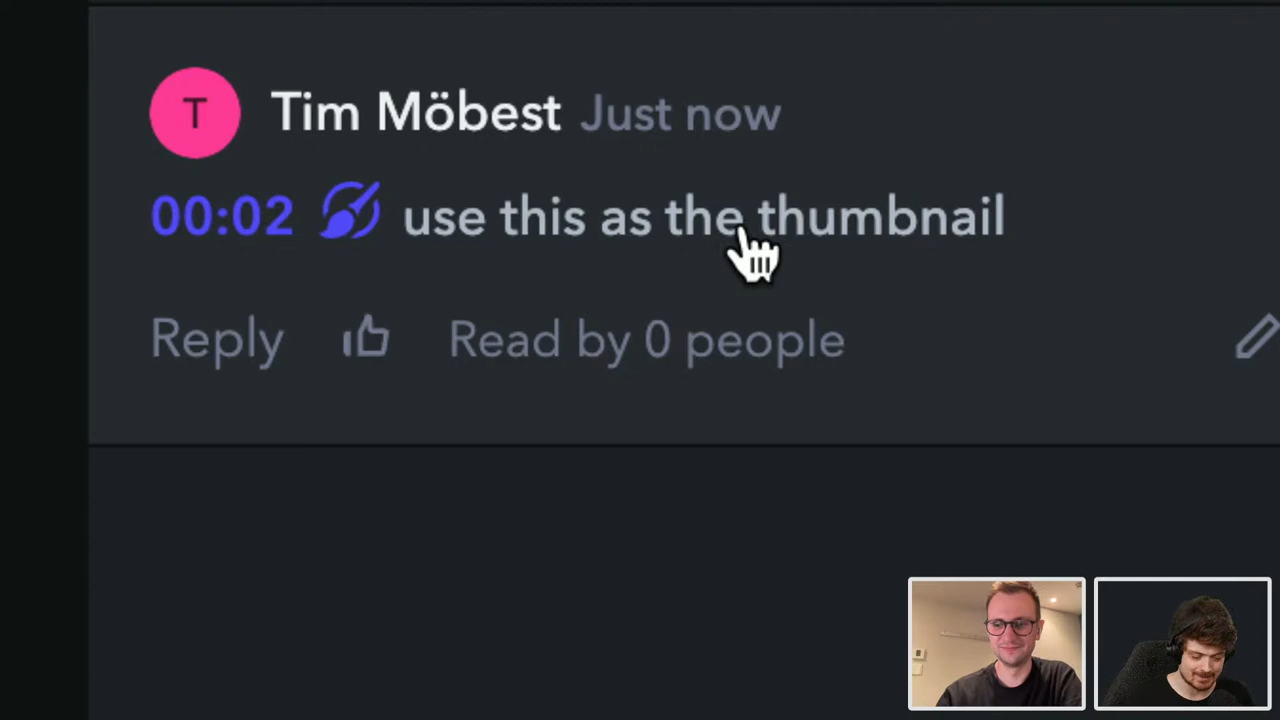 T
Tim Möbest Just now
00:02 use this as the thumbnail
Reply Read by 0 people